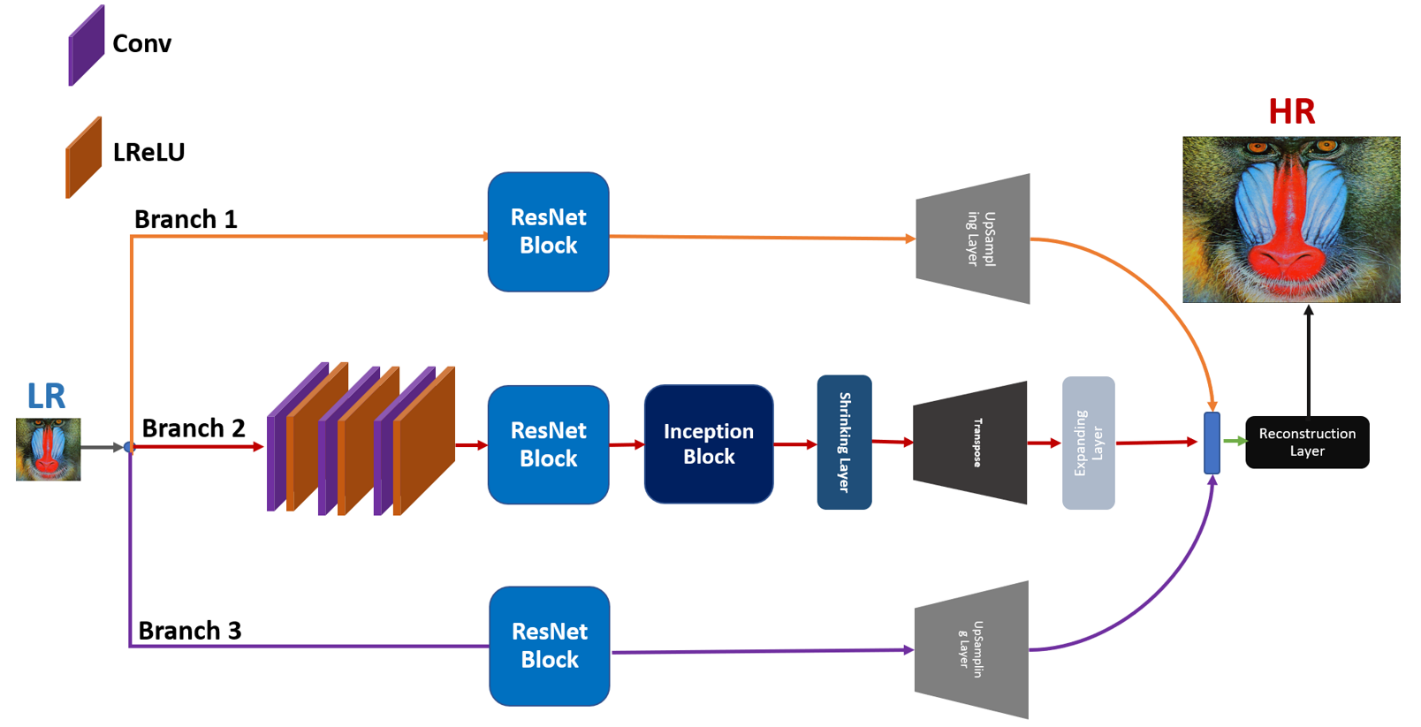 Conv
LReLU
HR
Branch 1
ResNet
Block
UpSampl
ing Layer
LR
Branch 2
ResNet
Block
Inception
Block
Shrinking Layer
Transpose
Expanding
Layer
Reconstruction
Layer
Branch 3
ResNet
Block
UpSamplin
g Layer